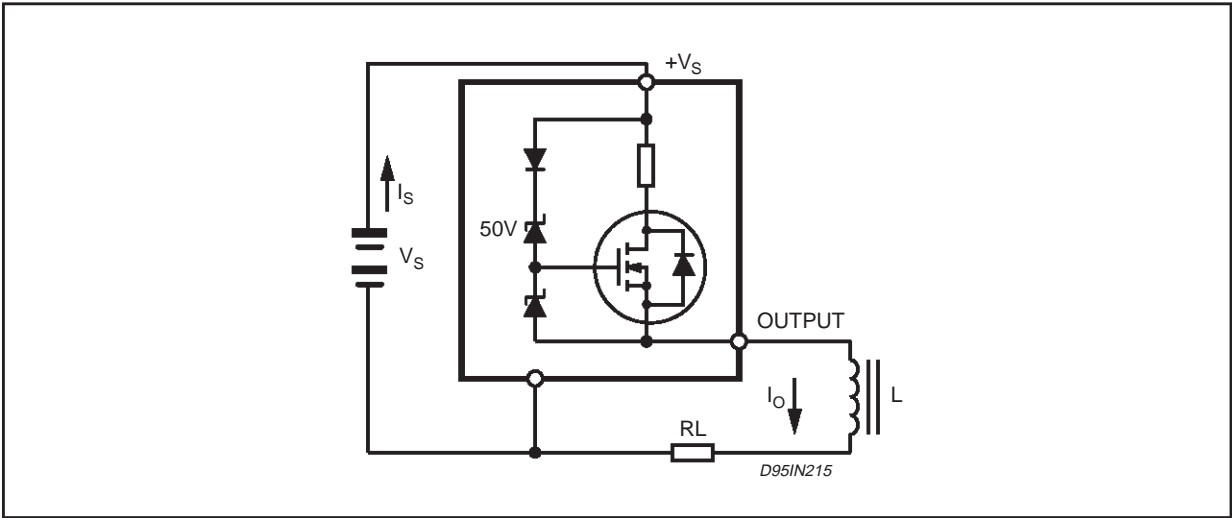 +VS
IS
50V
VS
OUTPUT
IO
L
RL
D95IN215